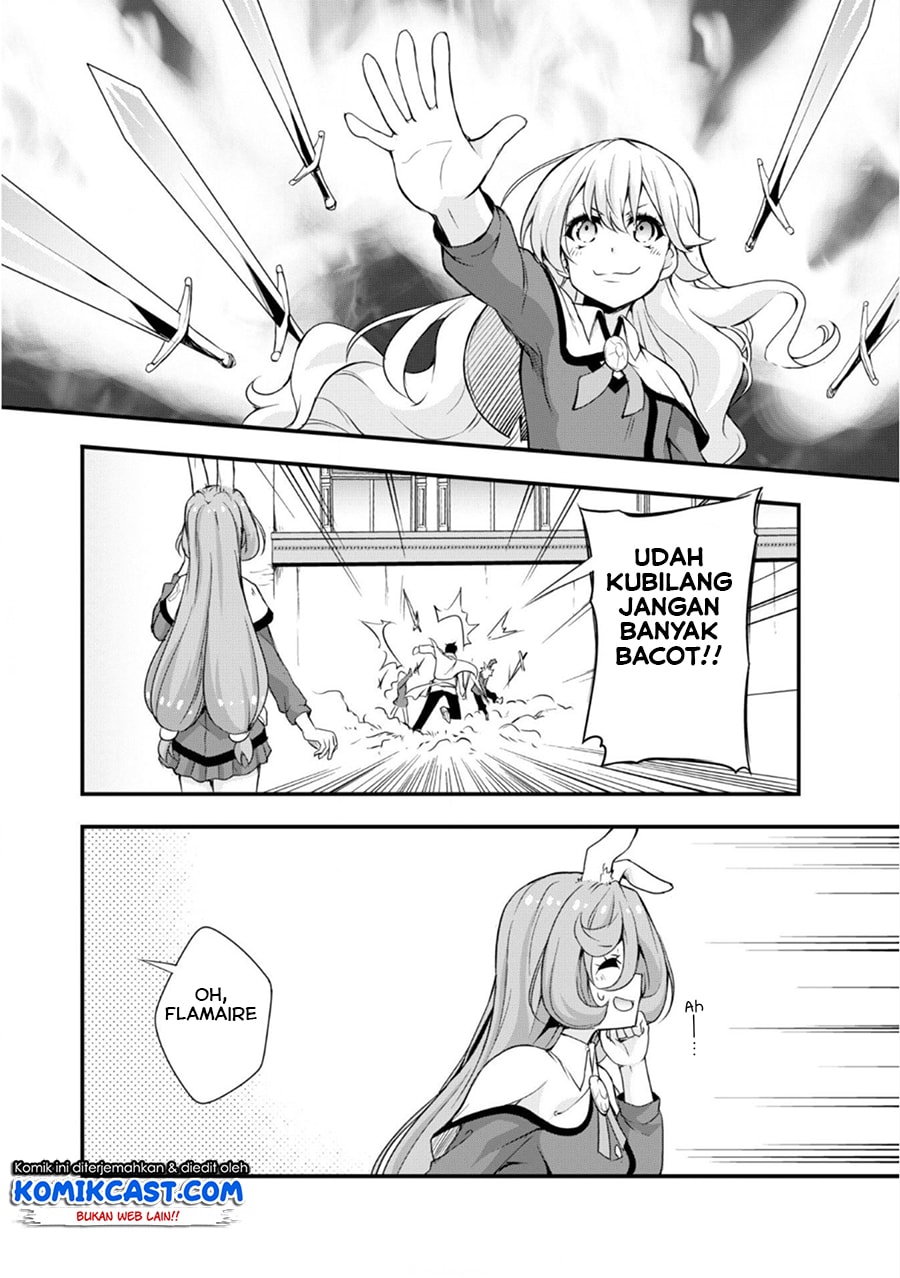 UDAH
KUBILANG
JANGAN
BANYAK
BACOT!!
OH,
FLAMAIRE
Ah
Komik ini diterjemahkan & diedit oleh
KOMIKCAST.COM
BUKAN WEB LAIN!!